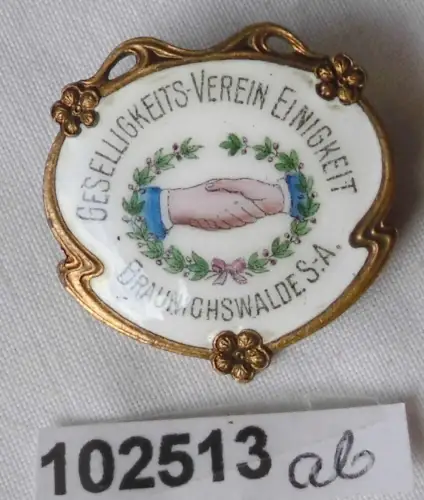 GESELLIGKEITS-VEREIN EINIGKEIT
BRAUNICHSWALDE S.-A.
102513 ab